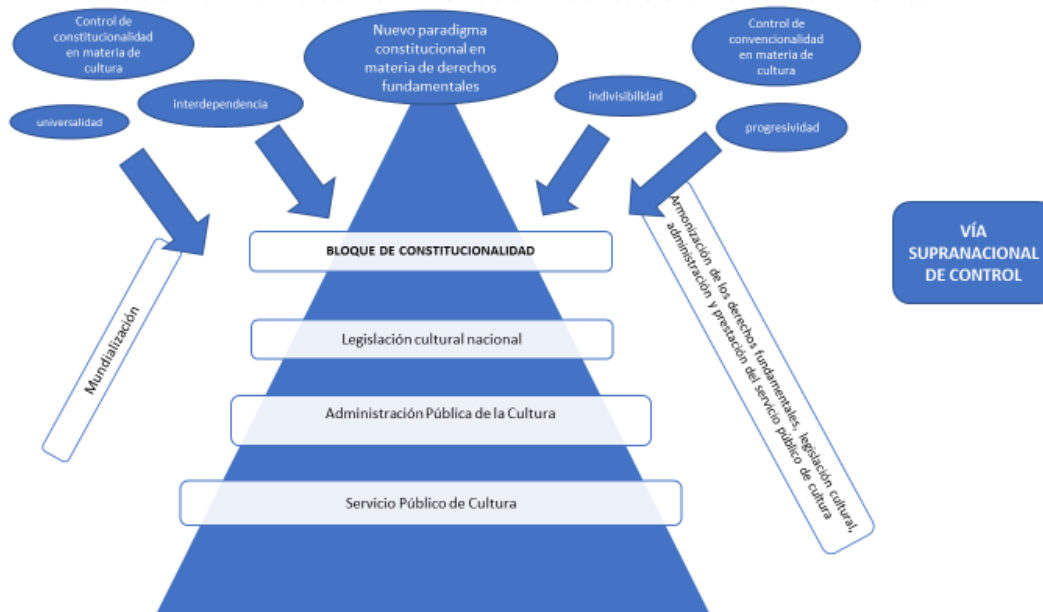 Control de
constitucionalidad
en materia de
cultura
Nuevo paradigma
constitucional en
materia de derechos
fundamentales
Control de
convencionalidad
en materia de
cultura
universalidad
interdependencia
indivisibilidad
progresividad
BLOQUE DE CONSTITUCIONALIDAD
Legislación cultural nacional
Administración Pública de la Cultura
Servicio Público de Cultura
Mundialización
Armonización de los derechos fundamentales, legislación cultural,
administración y prestación del servicio público de cultura
VÍA
SUPRANACIONAL
DE CONTROL